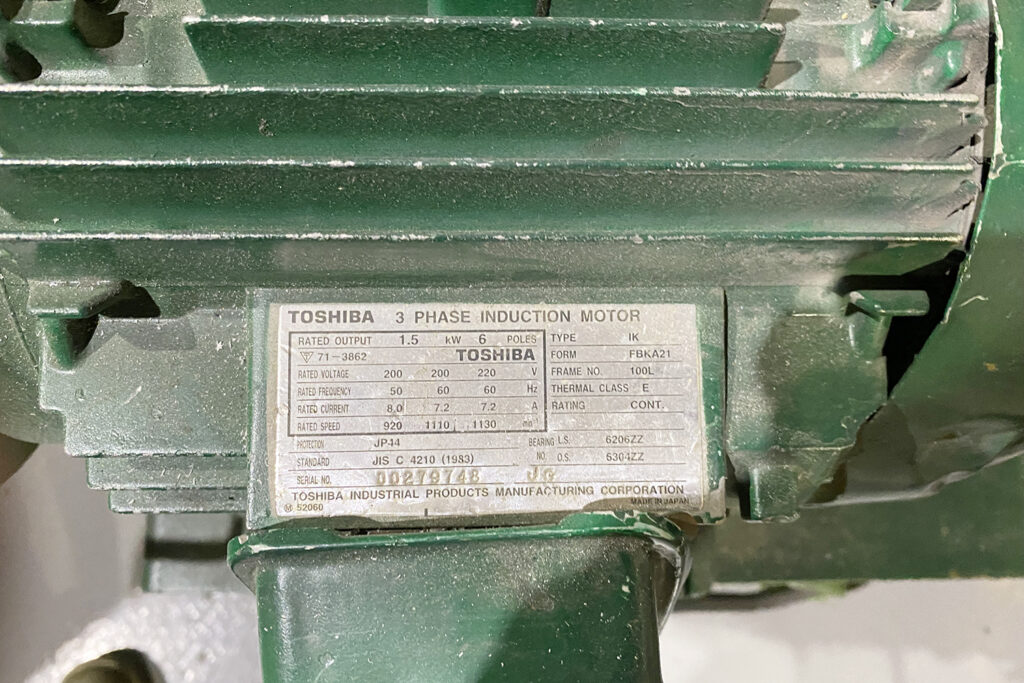 TOSHIBA 3 PHASE INDUCTION MOTOR
RATED OUTPUT 1.5 kW 6 POLES
71-3862 TOSHIBA
RATED VOLTAGE 200 200 220 V
RATED FREQUENCY 50 60 60 Hz
RATED CURRENT 8.0 7.2 7.2 A
RATED SPEED 920 1110 1130 min-1
TYPE IK
FORM FBKA21
FRAME NO. 100L
THERMAL CLASS E
RATING CONT.
PROTECTION JP44
STANDARD JIS C 4210 (1983)
SERIAL NO. 00279748 JG
BEARING L.S. 6206ZZ
NO. O.S. 6304ZZ
TOSHIBA INDUSTRIAL PRODUCTS MANUFACTURING CORPORATION
Ⓜ 52060 MADE IN JAPAN